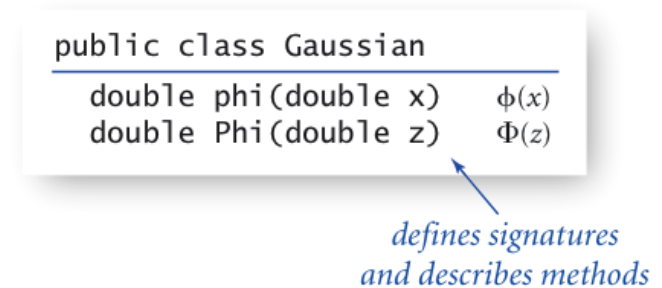 public class Gaussian
double phi(double x) ϕ(x)
double Phi(double z) Φ(z)
defines signatures
and describes methods